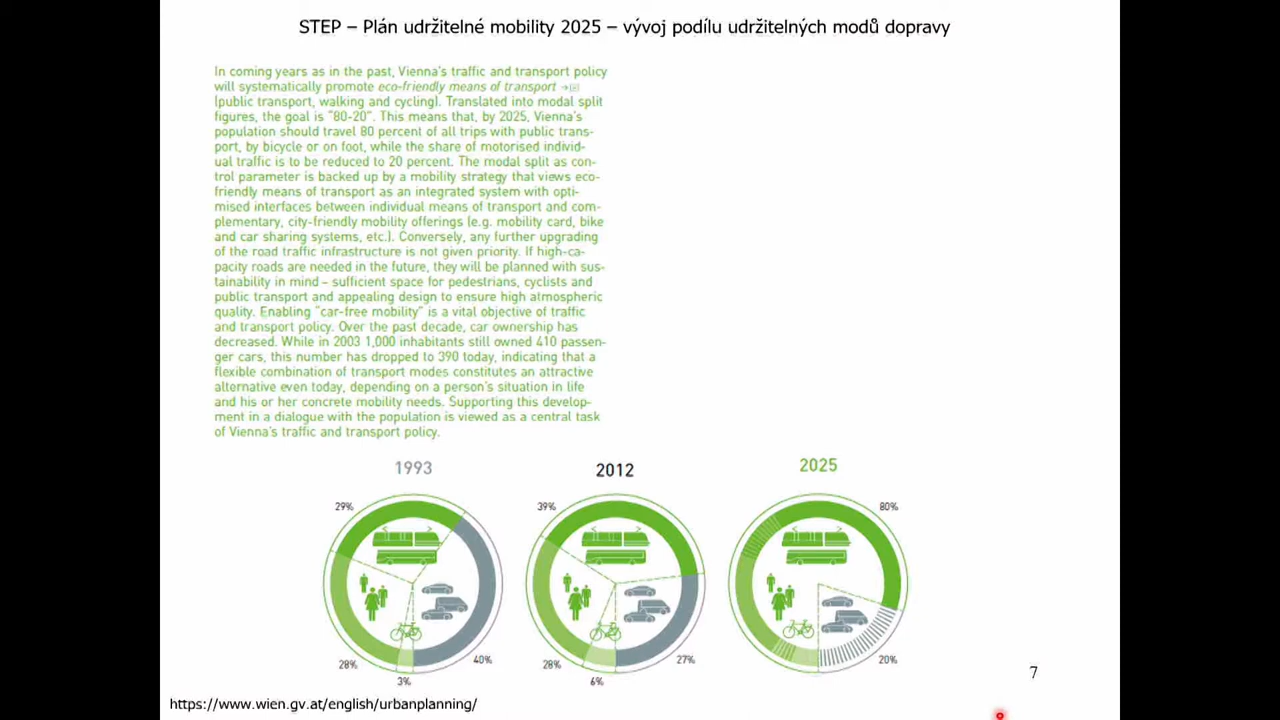 STEP – Plán udržitelné mobility 2025 – vývoj podílu udržitelných modů dopravy
In coming years as in the past, Vienna's traffic and transport policy
will systematically promote eco-friendly means of transport →
(public transport, walking and cycling). Translated into modal split
figures, the goal is "80-20". This means that, by 2025, Vienna's
population should travel 80 percent of all trips with public trans-
port, by bicycle or on foot, while the share of motorised individ-
ual traffic is to be reduced to 20 percent. The modal split as con-
trol parameter is backed up by a mobility strategy that views eco-
friendly means of transport as an integrated system with opti-
mised interfaces between individual means of transport and com-
plementary, city-friendly mobility offerings (e.g. mobility card, bike
and car sharing systems, etc.). Conversely, any further upgrading
of the road traffic infrastructure is not given priority. If high-ca-
pacity roads are needed in the future, they will be planned with sus-
tainability in mind – sufficient space for pedestrians, cyclists and
public transport and appealing design to ensure high atmospheric
quality. Enabling "car-free mobility" is a vital objective of traffic
and transport policy. Over the past decade, car ownership has
decreased. While in 2003 1,000 inhabitants still owned 410 passen-
ger cars, this number has dropped to 390 today, indicating that a
flexible combination of transport modes constitutes an attractive
alternative even today, depending on a person's situation in life
and his or her concrete mobility needs. Supporting this develop-
ment in a dialogue with the population is viewed as a central task
of Vienna's traffic and transport policy.
1993
29%
28%
3%
40%
2012
39%
28%
6%
27%
2025
80%
20%
7
https://www.wien.gv.at/english/urbanplanning/